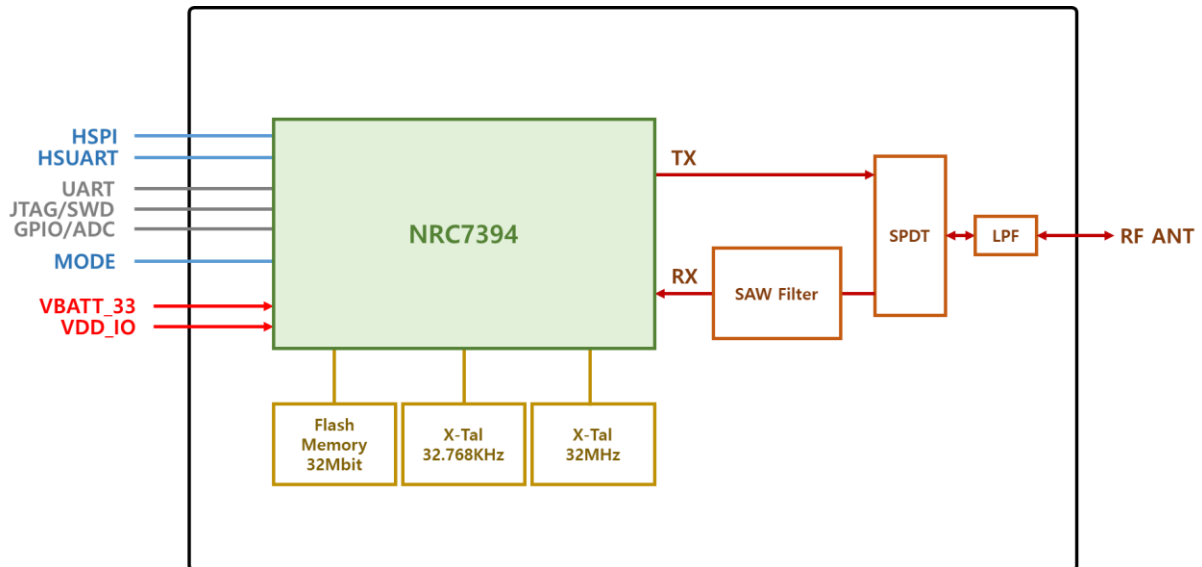 HSPI
HSUART
UART
JTAG/SWD
GPIO/ADC
MODE
VBATT_33
VDD_IO
NRC7394
TX
RX
SAW Filter
SPDT
LPF
RF ANT
Flash
Memory
32Mbit
X-Tal
32.768KHz
X-Tal
32MHz